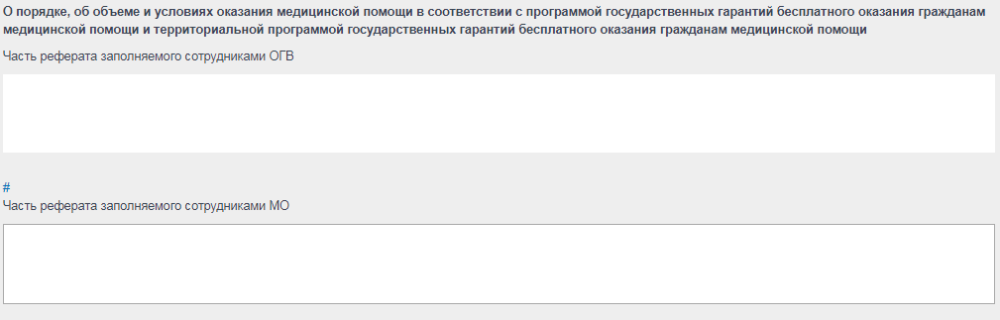 О порядке, об объеме и условиях оказания медицинской помощи в соответствии с программой государственных гарантий бесплатного оказания гражданам
медицинской помощи и территориальной программой государственных гарантий бесплатного оказания гражданам медицинской помощи
Часть реферата заполняемого сотрудниками ОГВ
#
Часть реферата заполняемого сотрудниками МО